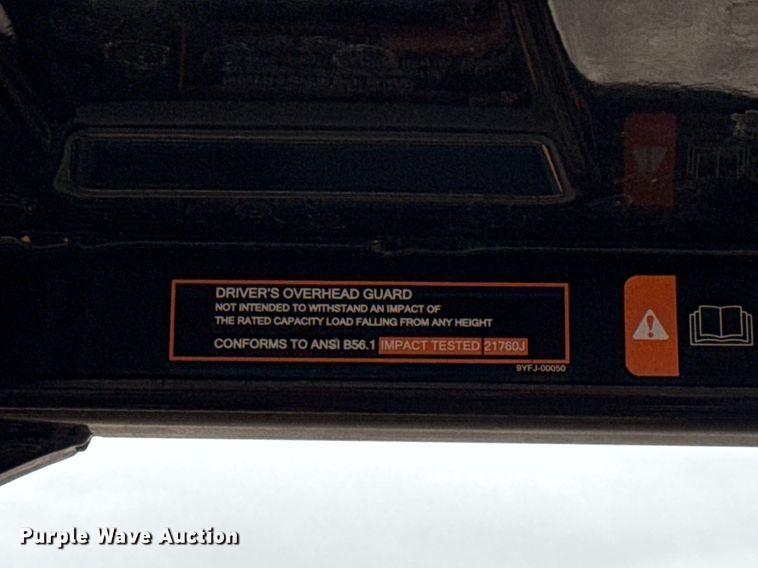 DRIVER'S OVERHEAD GUARD
NOT INTENDED TO WITHSTAND AN IMPACT OF
THE RATED CAPACITY LOAD FALLING FROM ANY HEIGHT
CONFORMS TO ANSI B56.1 IMPACT TESTED 21760J
9YFJ-00050
Purple Wave Auction